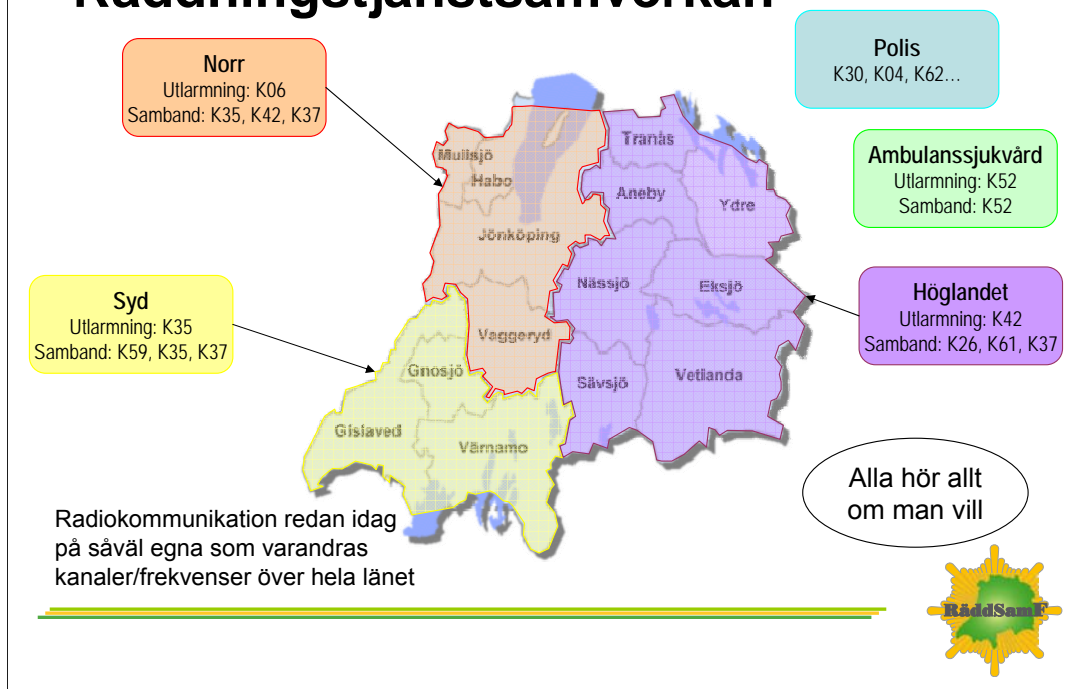 Räddningstjänstsamverkan
Norr
Utlarmning: K06
Samband: K35, K42, K37
Polis
K30, K04, K62...
Ambulanssjukvård
Utlarmning: K52
Samband: K52
Höglandet
Utlarmning: K42
Samband: K26, K61, K37
Syd
Utlarmning: K35
Samband: K59, K35, K37
Mullsjö
Habo
Jönköping
Vaggeryd
Tranås
Aneby
Ydre
Nässjö
Eksjö
Sävsjö
Vetlanda
Gnosjö
Gislaved
Värnamo
Alla hör allt
om man vill
Radiokommunikation redan idag
på såväl egna som varandras
kanaler/frekvenser över hela länet
RäddSamF